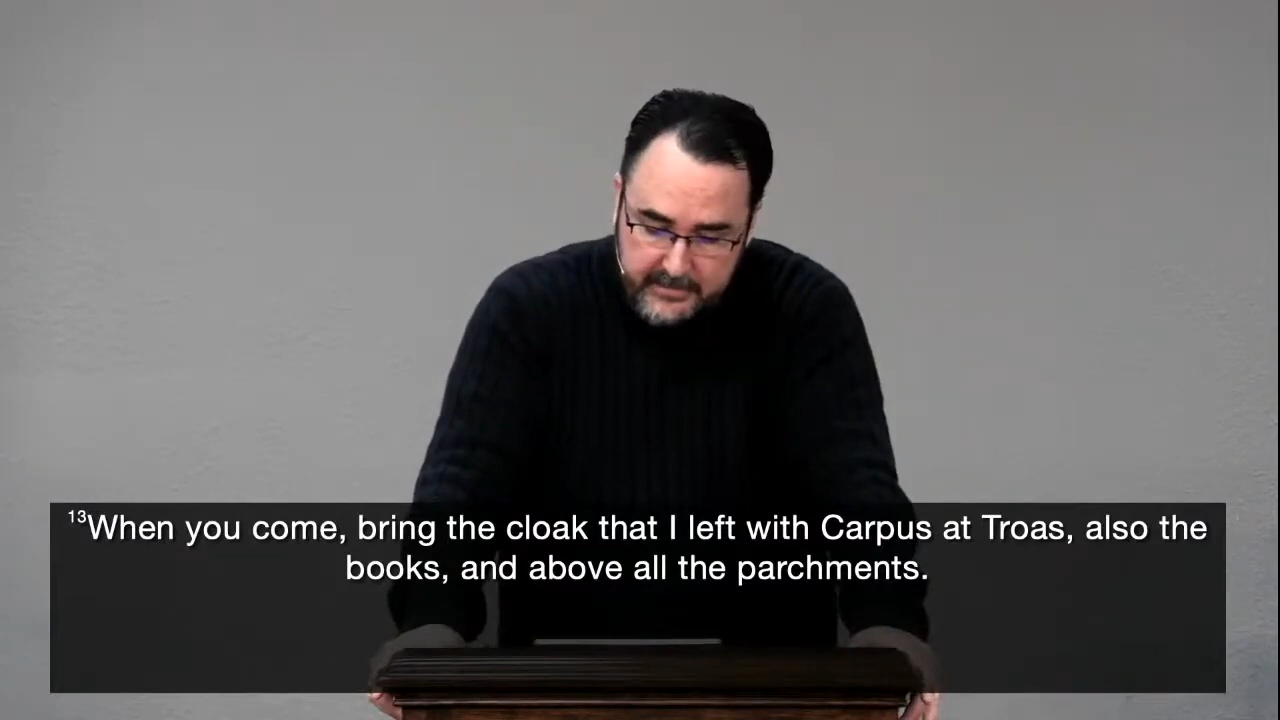 13When you come, bring the cloak that I left with Carpus at Troas, also the
books, and above all the parchments.